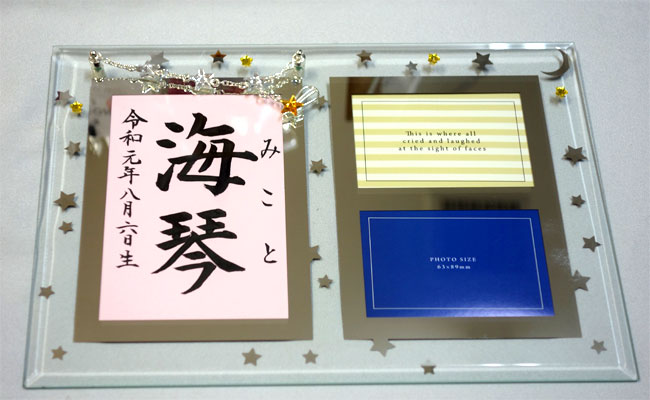 みこと
海琴
令和元年八月六日生
This is where all
cried and laughed
at the sight of faces
PHOTO SIZE
63×89mm